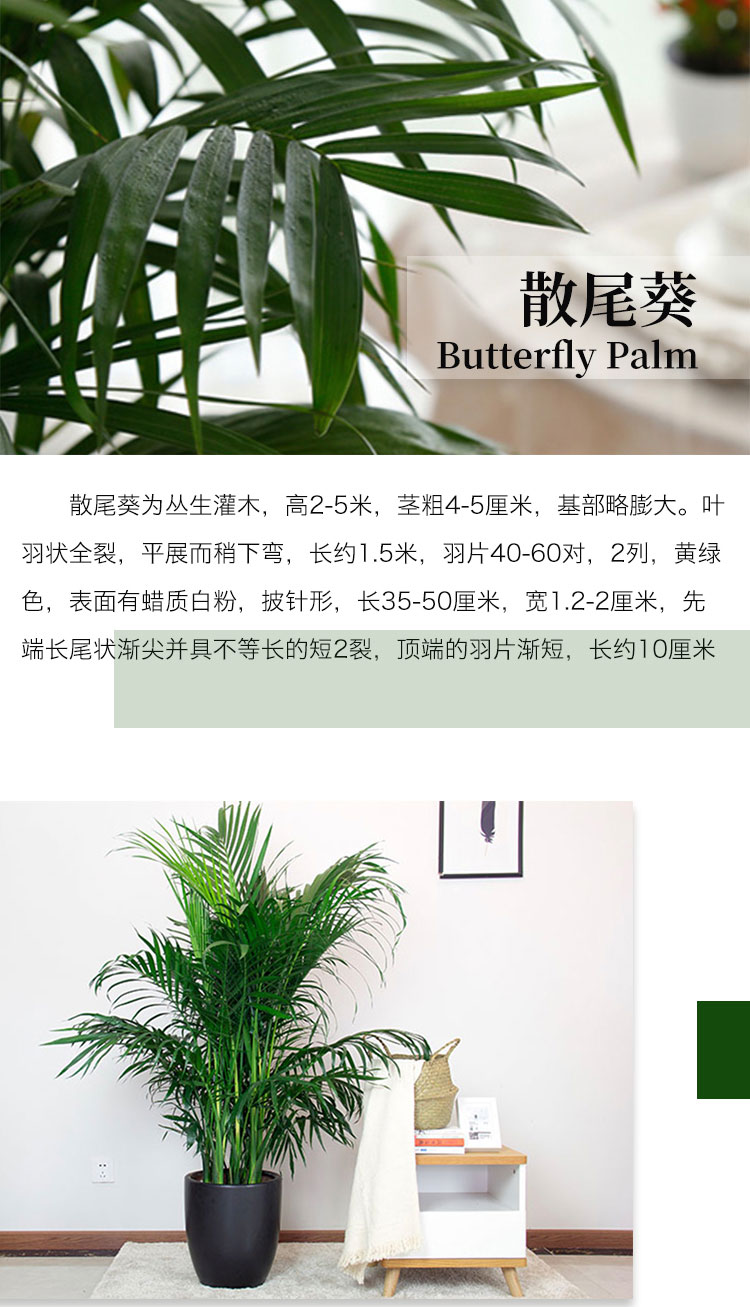 散尾葵
Butterfly Palm
散尾葵为丛生灌木，高2-5米，茎粗4-5厘米，基部略膨大。叶
羽状全裂，平展而稍下弯，长约1.5米，羽片40-60对，2列，黄绿
色，表面有蜡质白粉，披针形，长35-50厘米，宽1.2-2厘米，先
端长尾状渐尖并具不等长的短2裂，顶端的羽片渐短，长约10厘米